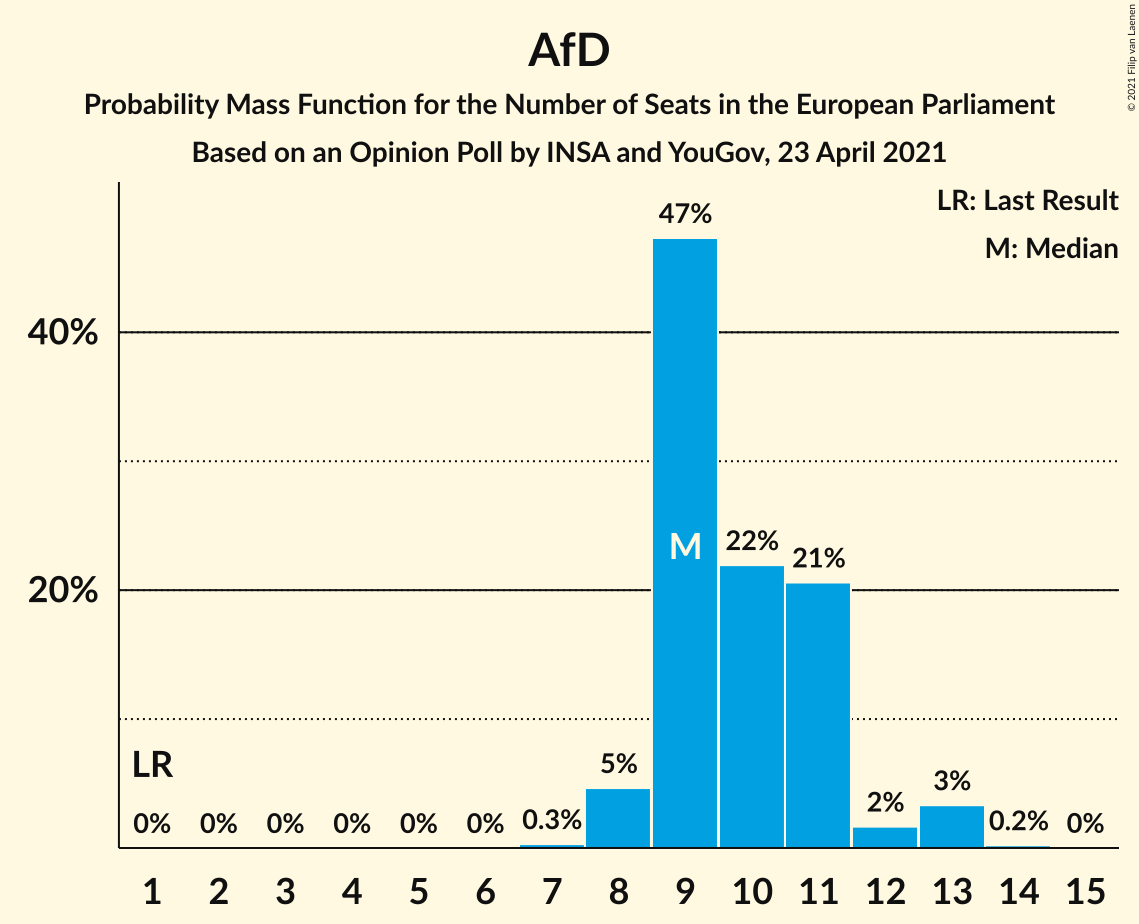 AfD
Probability Mass Function for the Number of Seats in the European Parliament
Based on an Opinion Poll by INSA and YouGov, 23 April 2021
© 2021 Filip van Laenen
LR: Last Result
M: Median
47%
40%
M
22%
21%
20%
LR
5%
3%
2%
0% 0% 0% 0% 0% 0% 0.3% 0.2% 0%
1 2 3 4 5 6 7 8 9 10 11 12 13 14 15